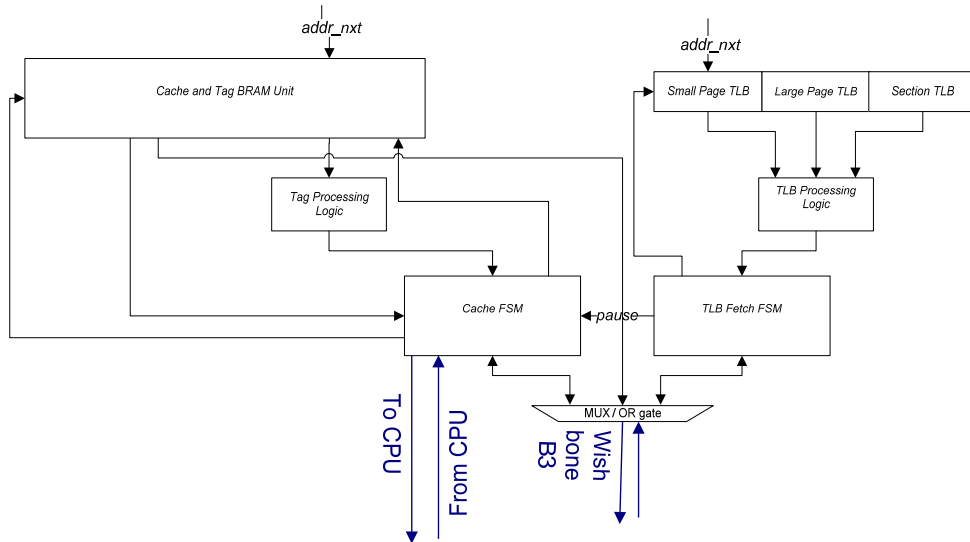 addr_nxt
addr_nxt
Cache and Tag BRAM Unit
Small Page TLB
Large Page TLB
Section TLB
Tag Processing
Logic
TLB Processing
Logic
Cache FSM
pause
TLB Fetch FSM
MUX / OR gate
To CPU
From CPU
Wish
bone
B3